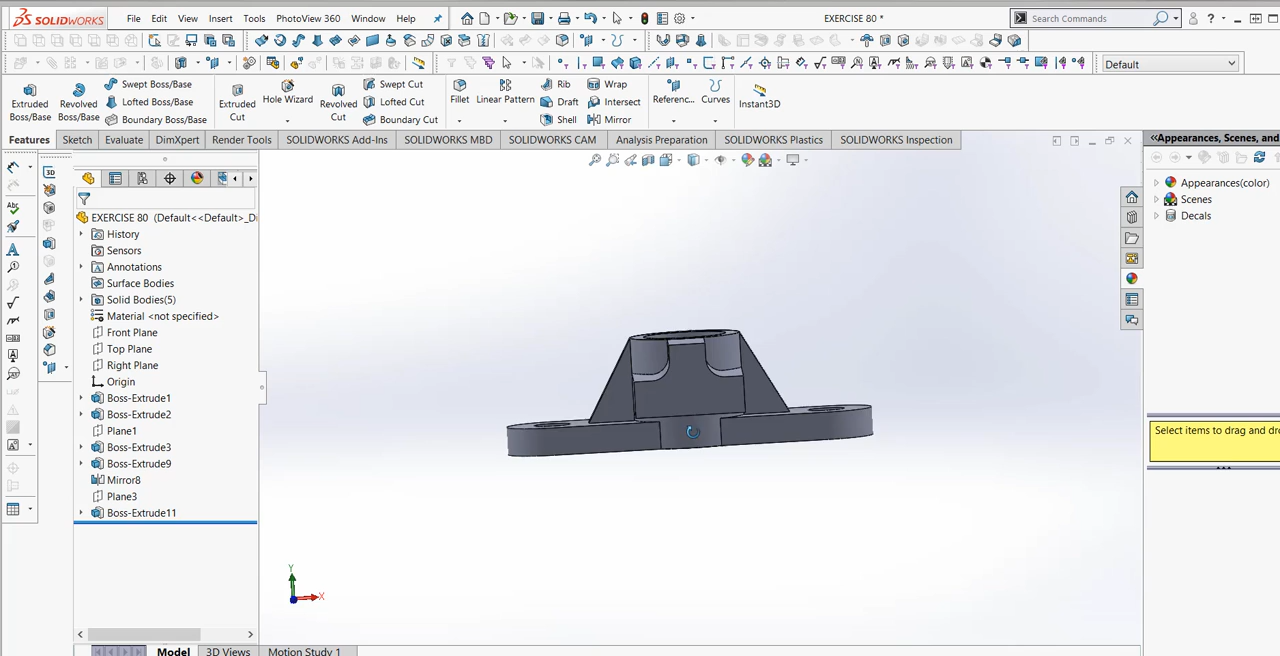 SOLIDWORKS File Edit View Insert Tools PhotoView 360 Window Help EXERCISE 80 * Search Commands ?
Default
Extruded Boss/Base
Revolved Boss/Base
Swept Boss/Base
Lofted Boss/Base
Boundary Boss/Base
Extruded Cut
Hole Wizard
Revolved Cut
Swept Cut
Lofted Cut
Boundary Cut
Fillet
Linear Pattern
Rib
Draft
Shell
Wrap
Intersect
Mirror
Referenc...
Curves
Instant3D
Features Sketch Evaluate DimXpert Render Tools SOLIDWORKS Add-Ins SOLIDWORKS MBD SOLIDWORKS CAM Analysis Preparation SOLIDWORKS Plastics SOLIDWORKS Inspection
EXERCISE 80 (Default<<Default>_Di
History
Sensors
Annotations
Surface Bodies
Solid Bodies(5)
Material <not specified>
Front Plane
Top Plane
Right Plane
Origin
Boss-Extrude1
Boss-Extrude2
Plane1
Boss-Extrude3
Boss-Extrude9
Mirror8
Plane3
Boss-Extrude11
Y
X
Model 3D Views Motion Study 1
«Appearances, Scenes, and
Appearances(color)
Scenes
Decals
Select items to drag and dro